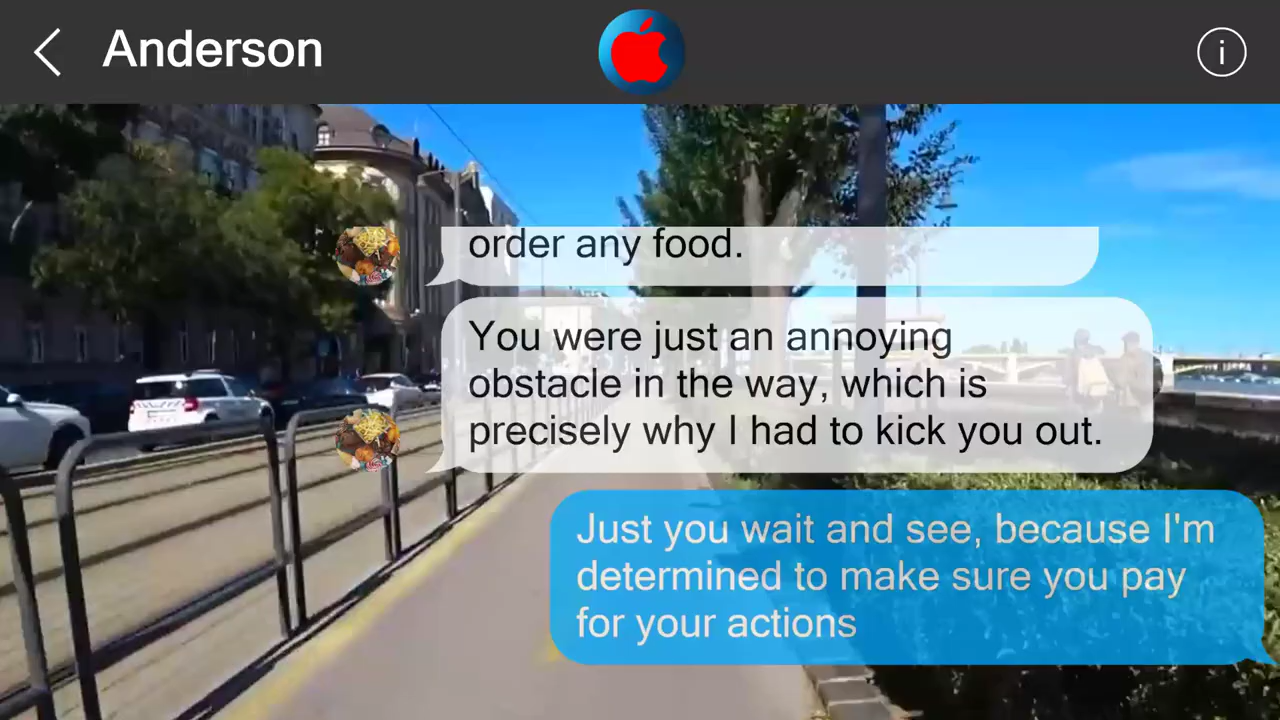 Anderson
i
order any food.
You were just an annoying
obstacle in the way, which is
precisely why I had to kick you out.
Just you wait and see, because I'm
determined to make sure you pay
for your actions